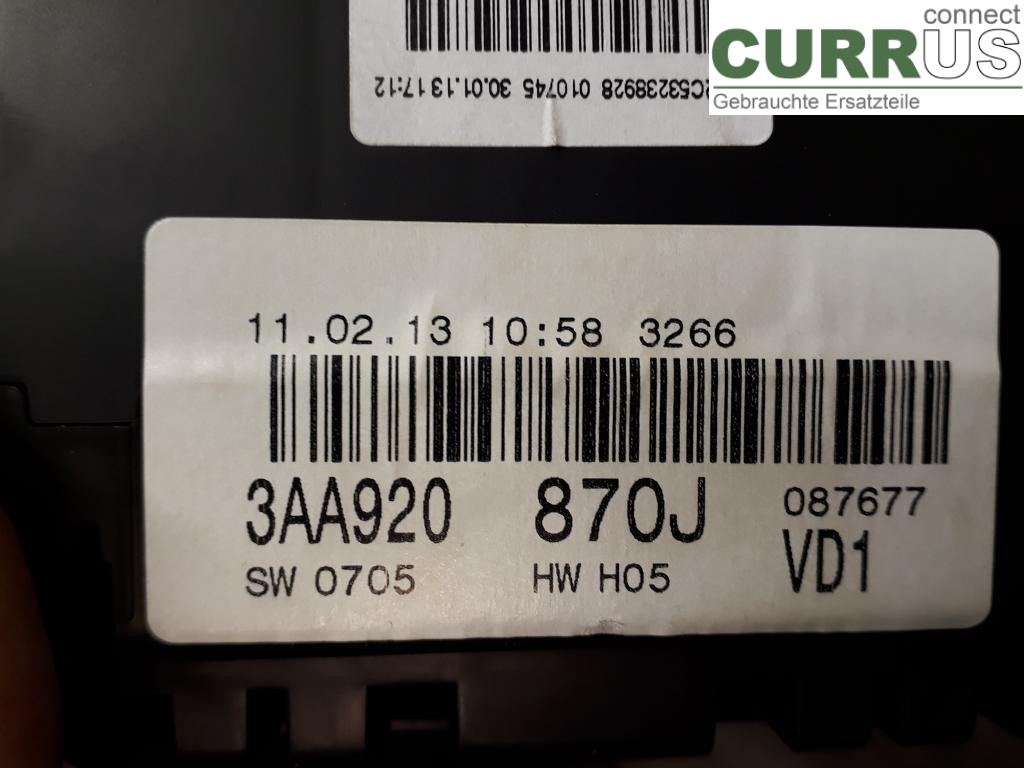 connect
CURRUS
Gebrauchte Ersatzteile
2C53238928 010745 30.01.13 17:12
11.02.13 10:58 3266
3AA920 870J 087677
SW 0705 HW H05 VD1